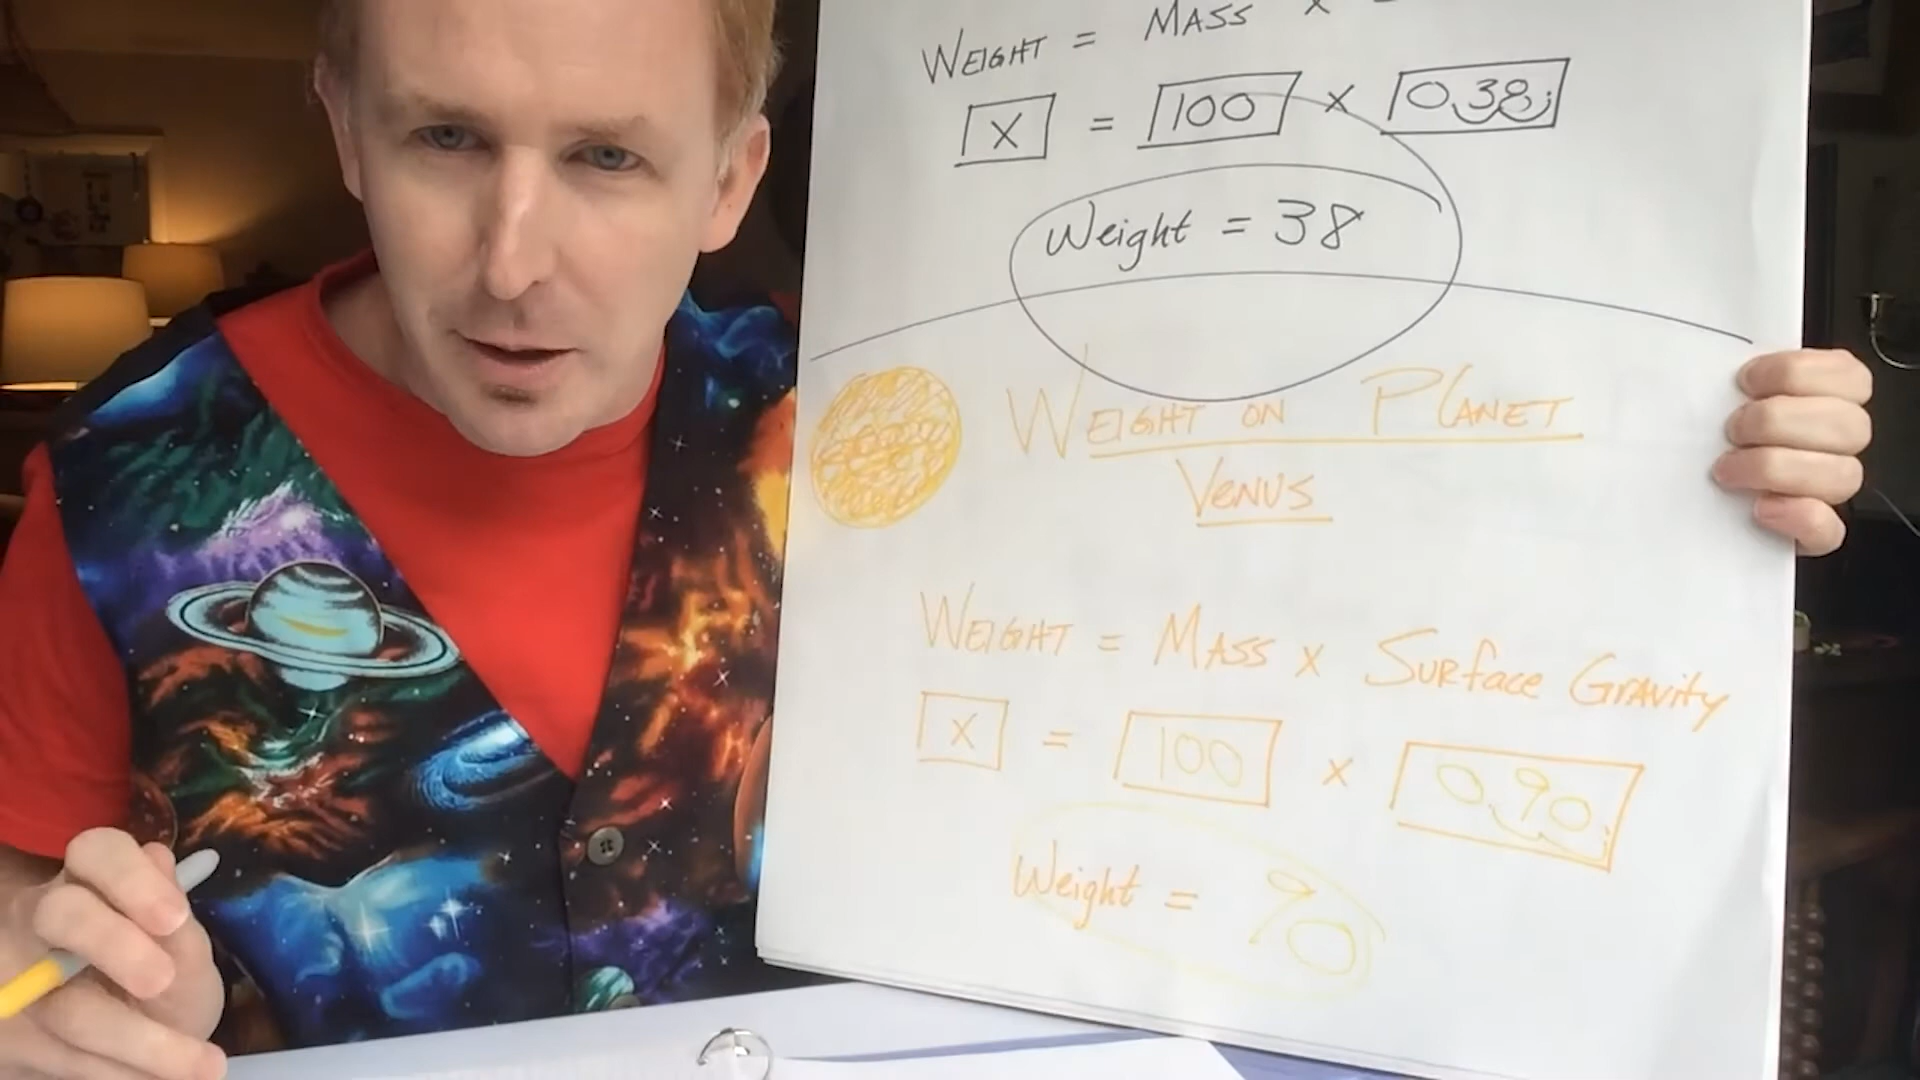 WEIGHT = MASS X
X = 100 X 0.38
Weight = 38
WEIGHT ON PLANET
VENUS
WEIGHT = MASS X SURFace GRAVity
X = 100 X 0.90
Weight = 90